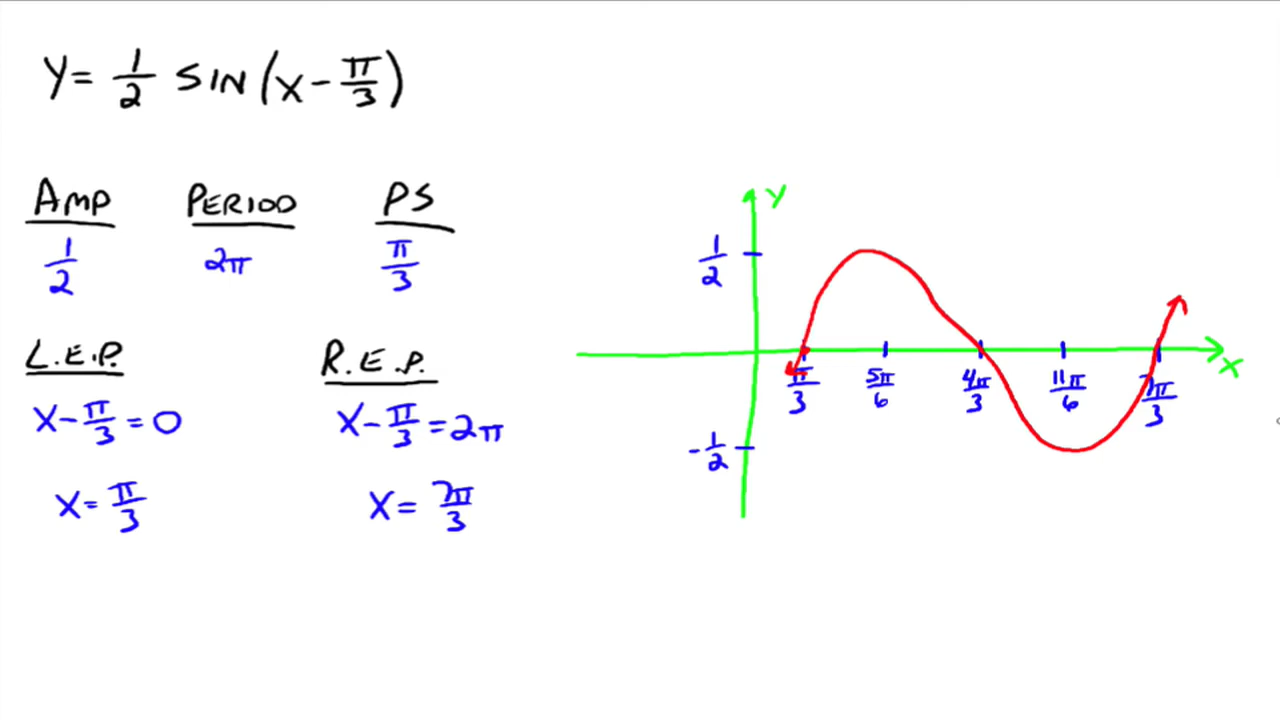 Y = 1/2 SIN(X - π/3)
AMP PERIOD PS
1/2 2π π/3
L.E.P. R.E.P.
X - π/3 = 0 X - π/3 = 2π
X = π/3 X = 7π/3
Y
1/2
X
π/3 5π/6 4π/3 11π/6 7π/3
-1/2